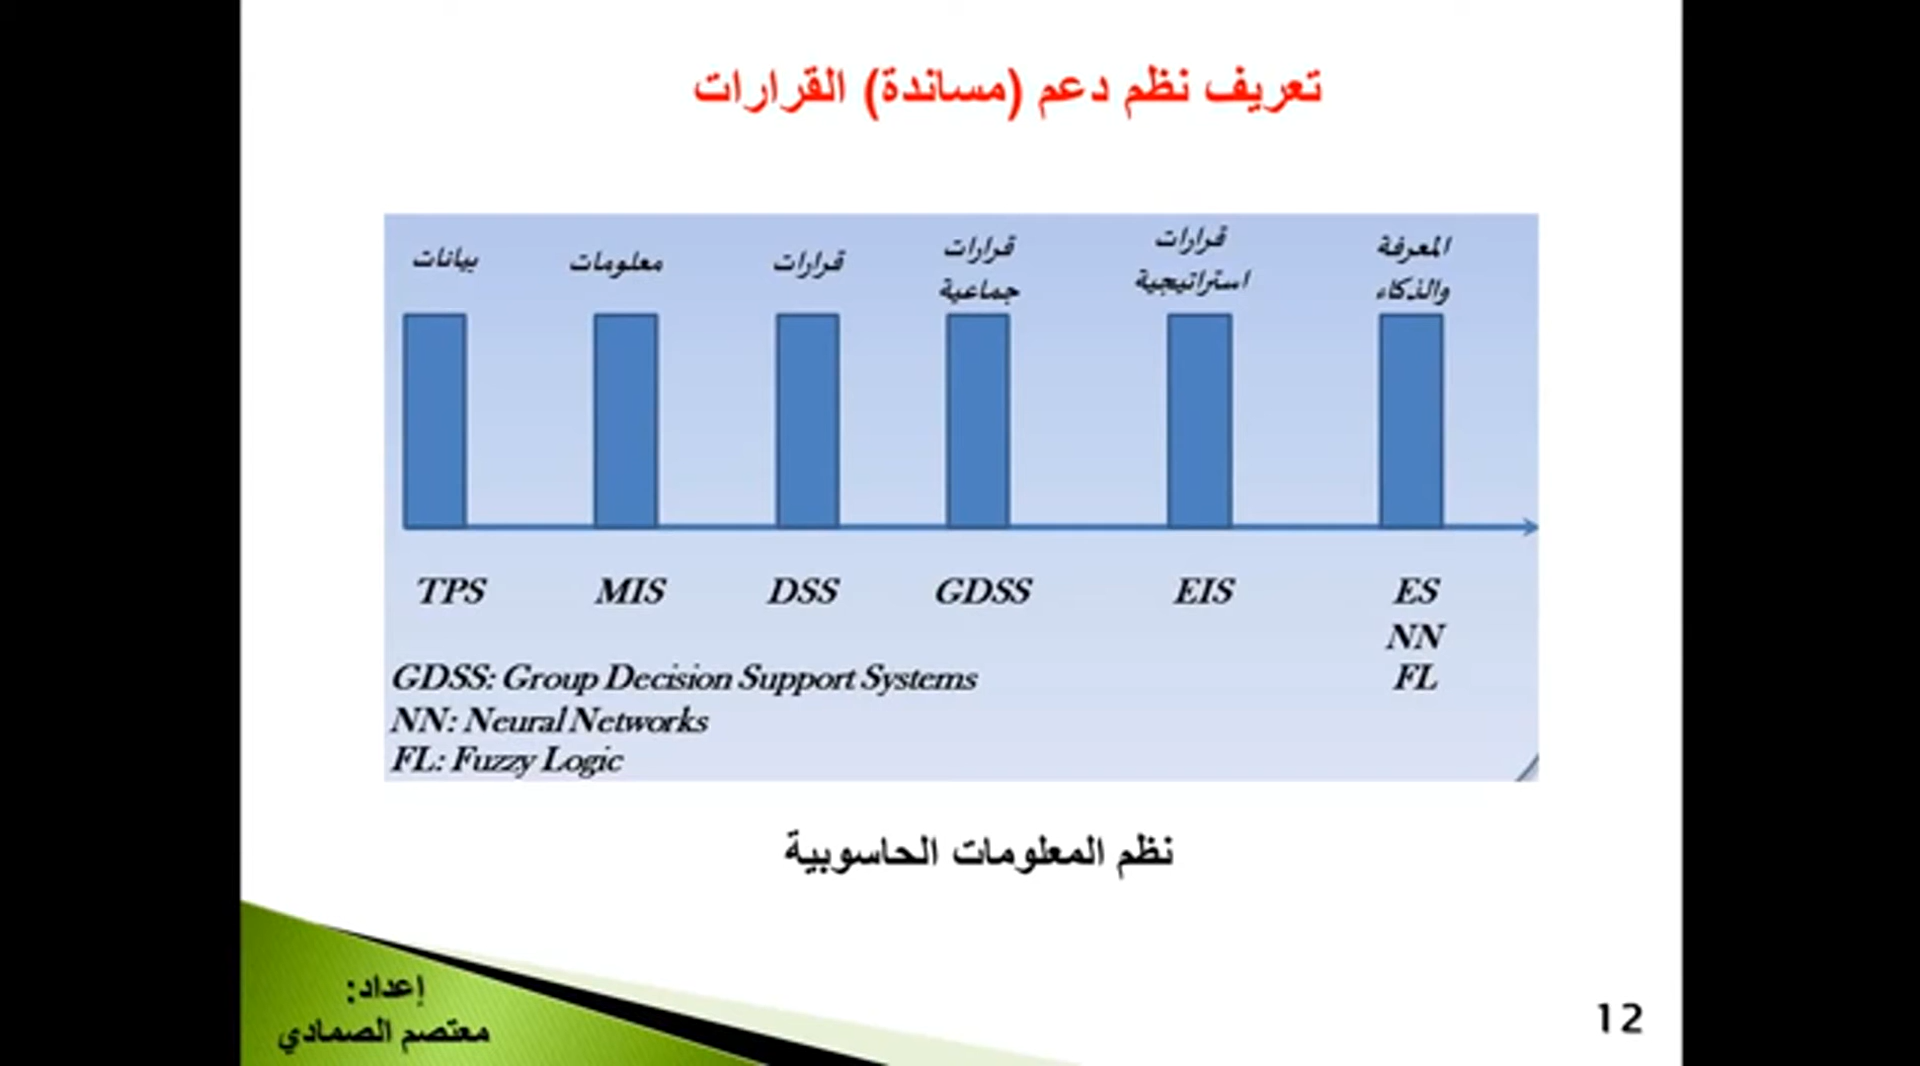 تعريف نظم دعم (مساندة) القرارات
بيانات
معلومات
قرارات
قرارات
جماعية
قرارات
استراتيجية
المعرفة
والذكاء
TPS
MIS
DSS
GDSS
EIS
ES
NN
FL
GDSS: Group Decision Support Systems
NN: Neural Networks
FL: Fuzzy Logic
نظم المعلومات الحاسوبية
إعداد:
معتصم الصمادي
12